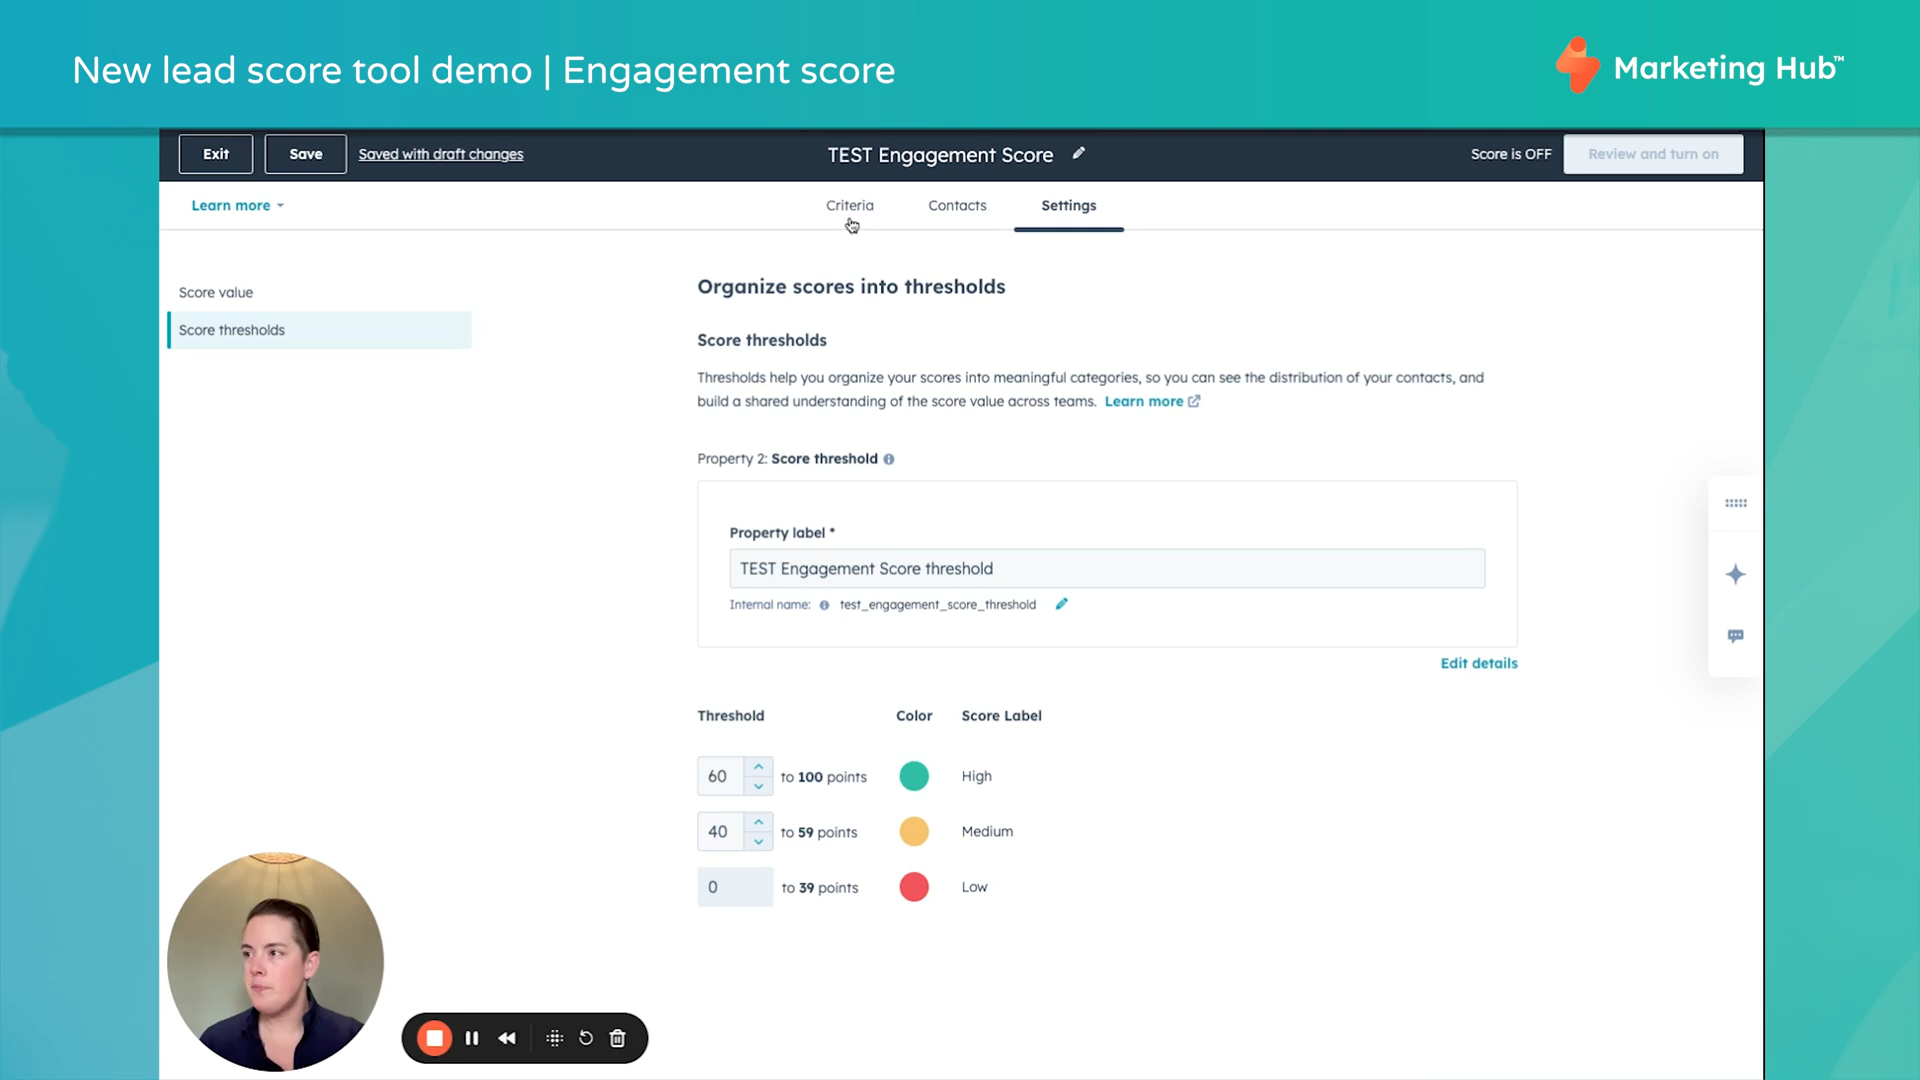 New lead score tool demo | Engagement score
Marketing Hub™
Exit
Save
Saved with draft changes
TEST Engagement Score
Score is OFF
Review and turn on
Learn more
Criteria
Contacts
Settings
Score value
Score thresholds
Organize scores into thresholds
Score thresholds
Thresholds help you organize your scores into meaningful categories, so you can see the distribution of your contacts, and
build a shared understanding of the score value across teams. Learn more
Property 2: Score threshold
Property label *
TEST Engagement Score threshold
Internal name: test_engagement_score_threshold
Edit details
Threshold Color Score Label
60 to 100 points High
40 to 59 points Medium
0 to 39 points Low